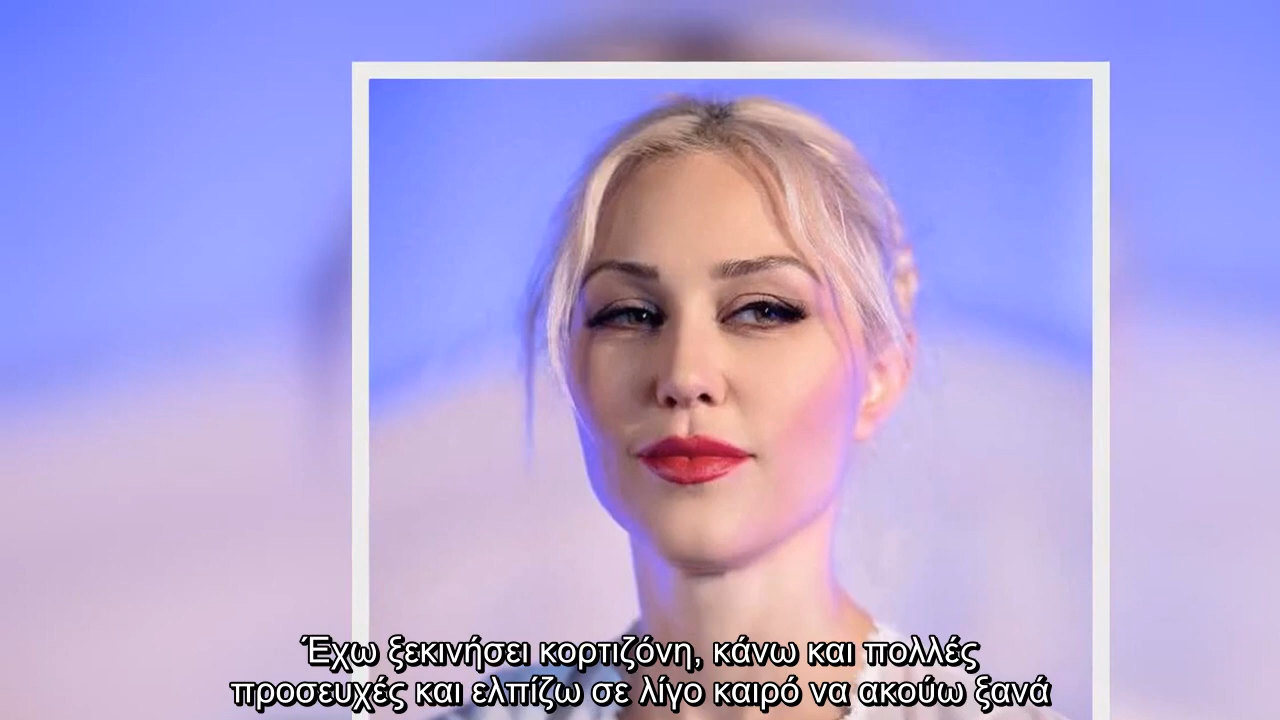 Έχω ξεκινήσει κορτιζόνη, κάνω και πολλές
προσευχές και ελπίζω σε λίγο καιρό να ακούω ξανά